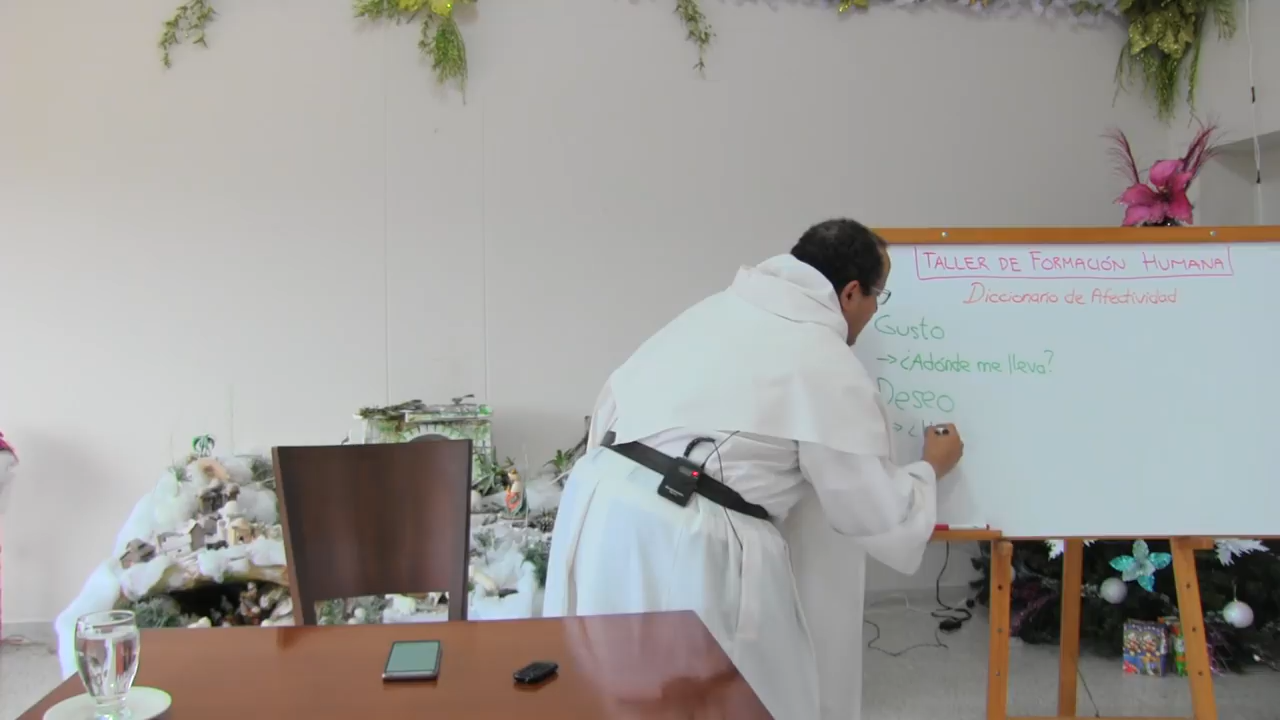 TALLER DE FORMACIÓN HUMANA
Diccionario de Afectividad
Gusto
→¿Adónde me lleva?
Deseo
→¿